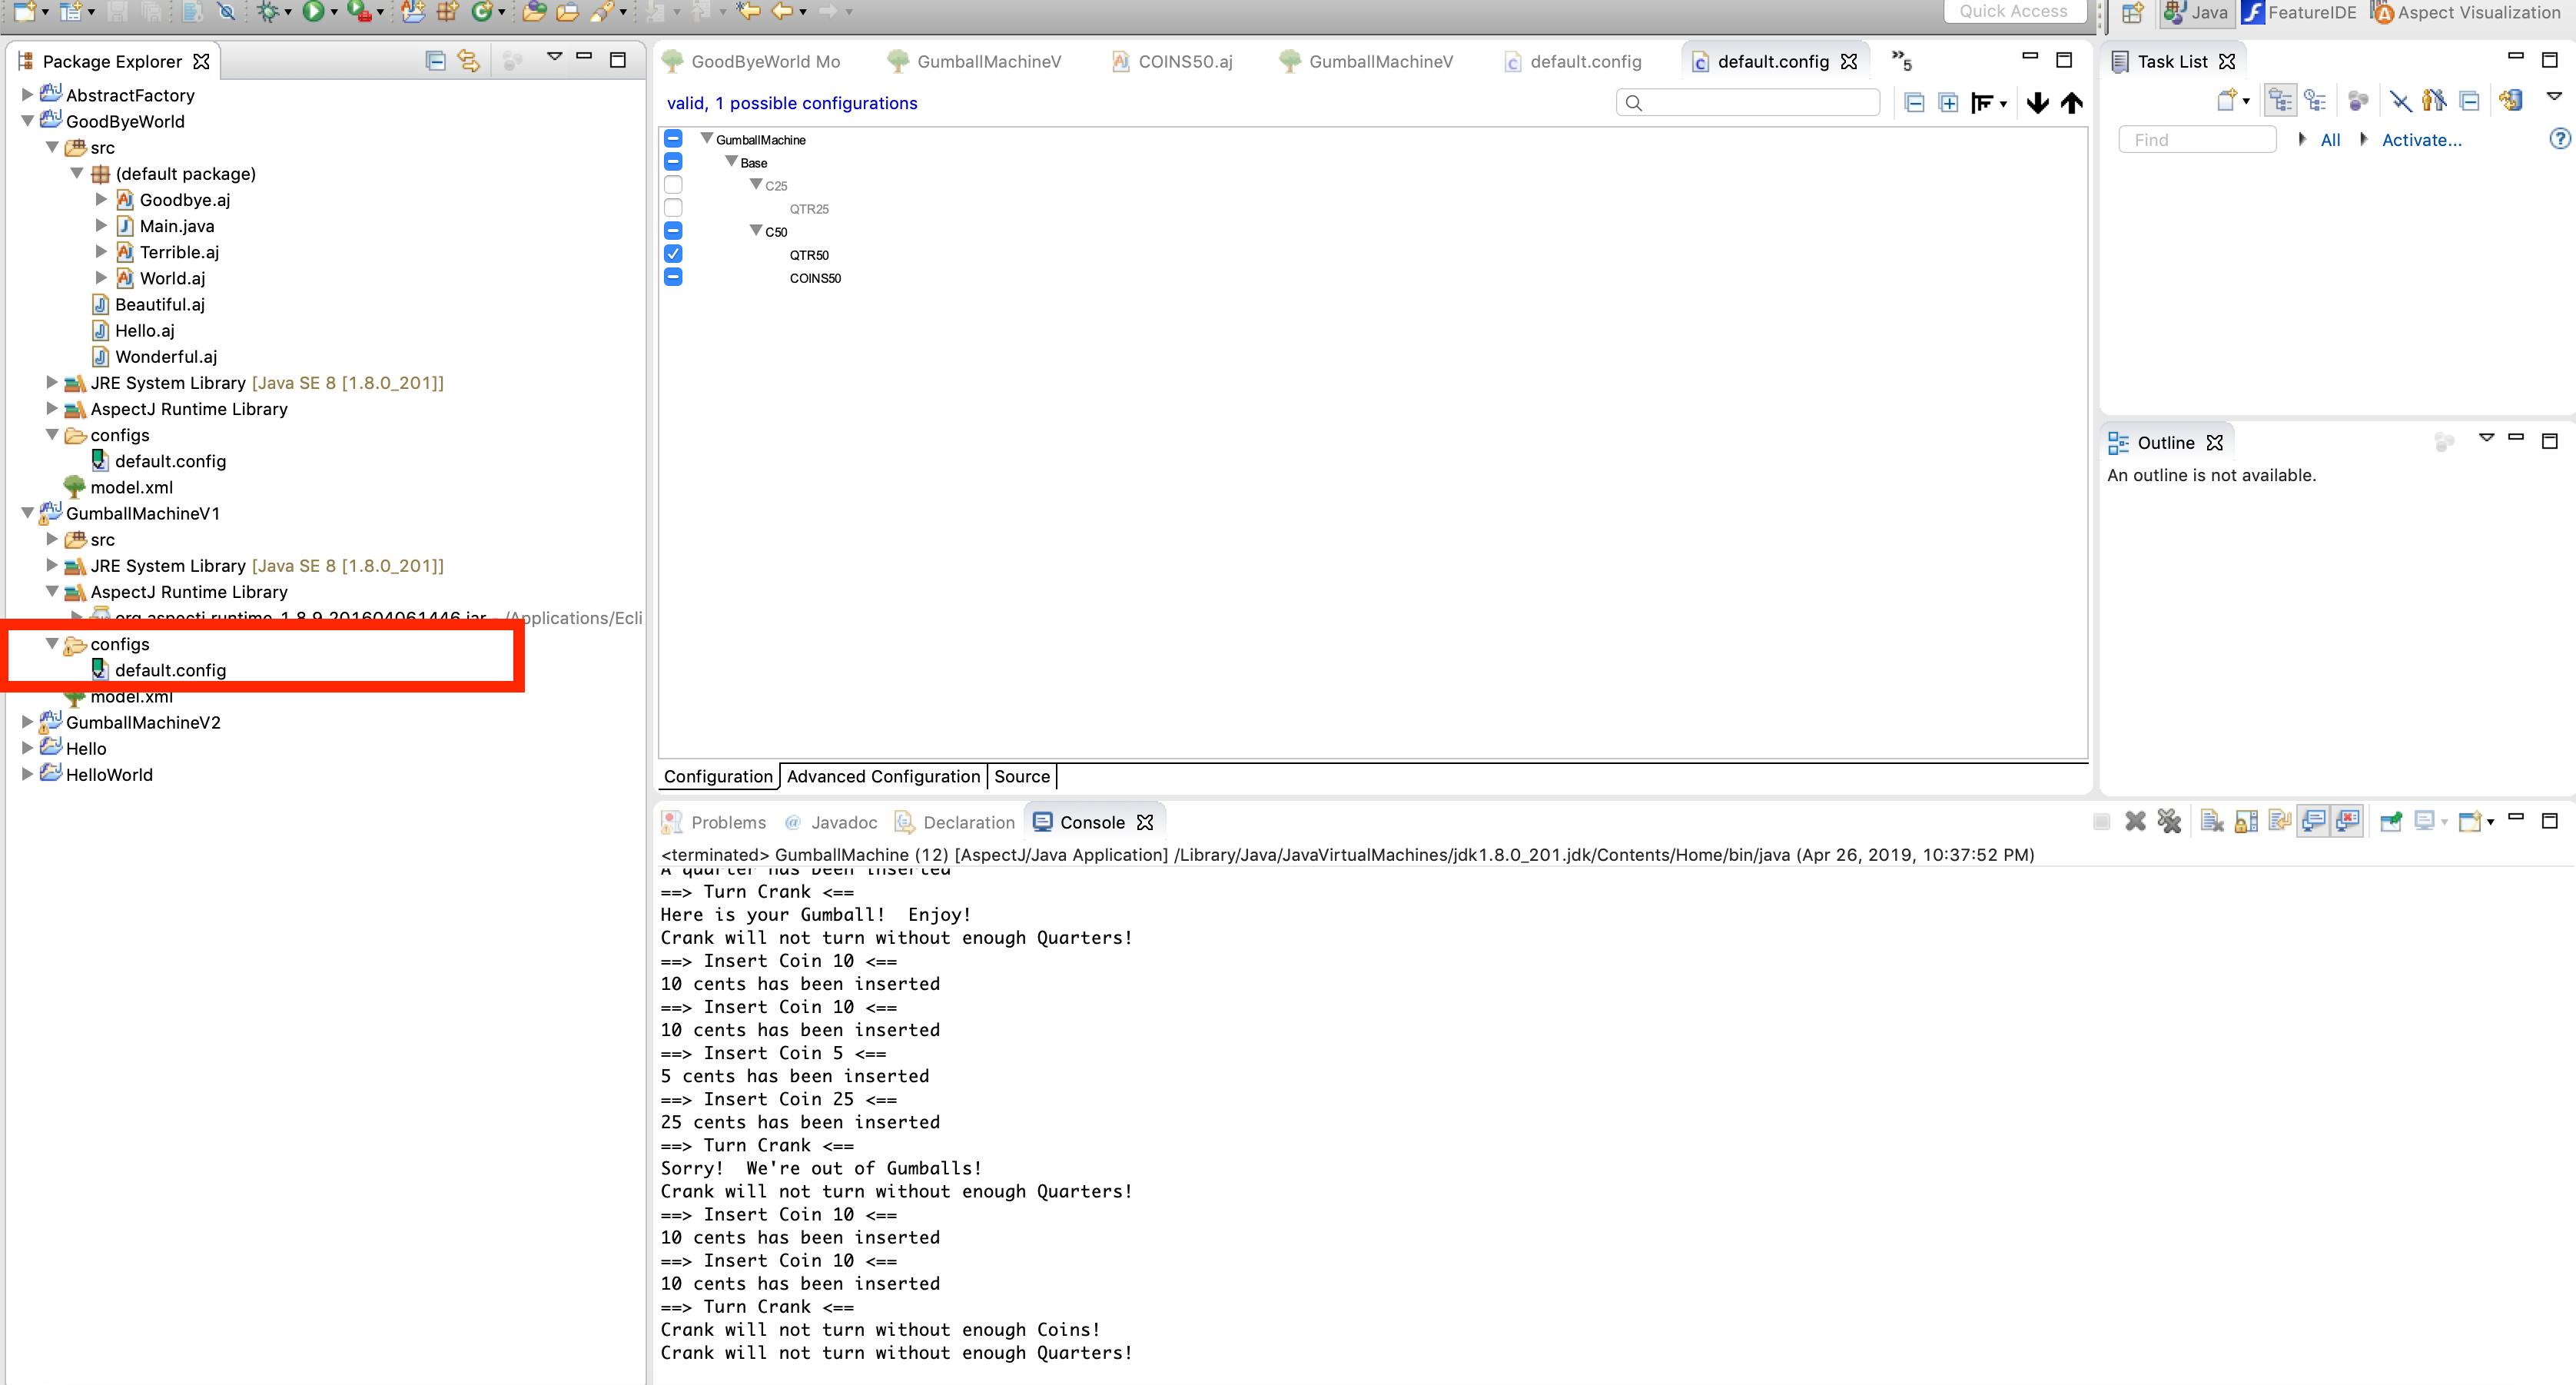 Quick Access
Java
FeatureIDE
Aspect Visualization
Package Explorer
AbstractFactory
GoodByeWorld
src
(default package)
Goodbye.aj
Main.java
Terrible.aj
World.aj
Beautiful.aj
Hello.aj
Wonderful.aj
JRE System Library [Java SE 8 [1.8.0_201]]
AspectJ Runtime Library
configs
default.config
model.xml
GumballMachineV1
src
JRE System Library [Java SE 8 [1.8.0_201]]
AspectJ Runtime Library
org.aspectj.runtime_1.8.9.201604061446.jar - /Applications/Ecli
configs
default.config
model.xml
GumballMachineV2
Hello
HelloWorld
GoodByeWorld Mo
GumballMachineV
COINS50.aj
GumballMachineV
default.config
default.config
»5
valid, 1 possible configurations
GumballMachine
Base
C25
QTR25
C50
QTR50
COINS50
Configuration
Advanced Configuration
Source
Task List
Find
All
Activate...
Outline
An outline is not available.
Problems
@ Javadoc
Declaration
Console
<terminated> GumballMachine (12) [AspectJ/Java Application] /Library/Java/JavaVirtualMachines/jdk1.8.0_201.jdk/Contents/Home/bin/java (Apr 26, 2019, 10:37:52 PM)
A quarter has been inserted
==> Turn Crank <==
Here is your Gumball!  Enjoy!
Crank will not turn without enough Quarters!
==> Insert Coin 10 <==
10 cents has been inserted
==> Insert Coin 10 <==
10 cents has been inserted
==> Insert Coin 5 <==
5 cents has been inserted
==> Insert Coin 25 <==
25 cents has been inserted
==> Turn Crank <==
Sorry!  We're out of Gumballs!
Crank will not turn without enough Quarters!
==> Insert Coin 10 <==
10 cents has been inserted
==> Insert Coin 10 <==
10 cents has been inserted
==> Turn Crank <==
Crank will not turn without enough Coins!
Crank will not turn without enough Quarters!